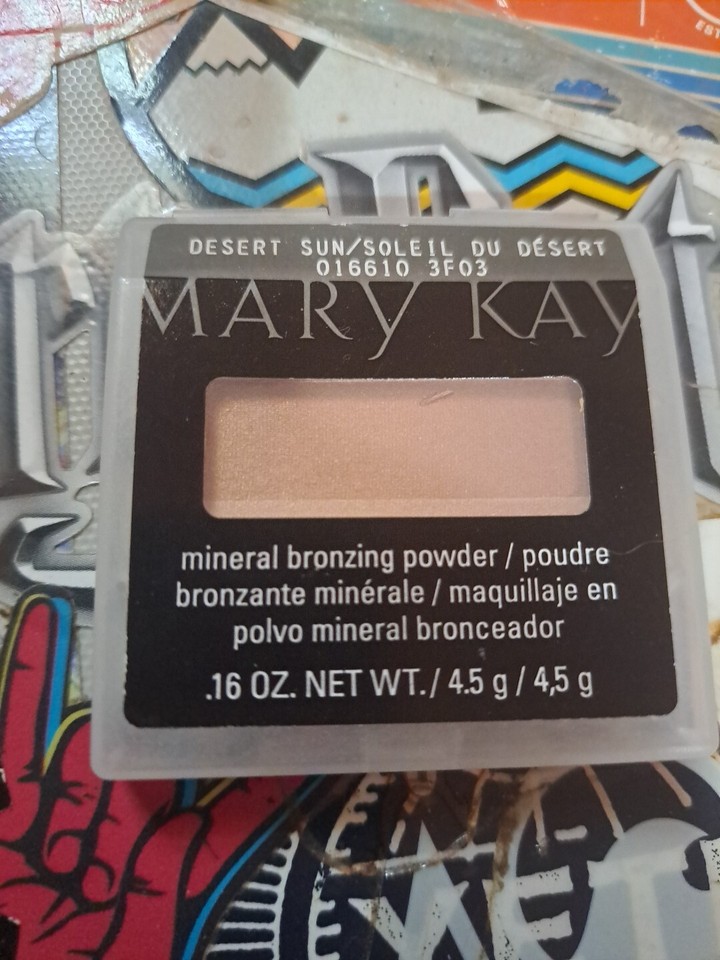 EST
DESERT SUN/SOLEIL DU DÉSERT
016610 3F03
MARY KAY
mineral bronzing powder / poudre
bronzante minérale / maquillaje en
polvo mineral bronceador
.16 OZ. NET WT. / 4.5 g / 4,5 g